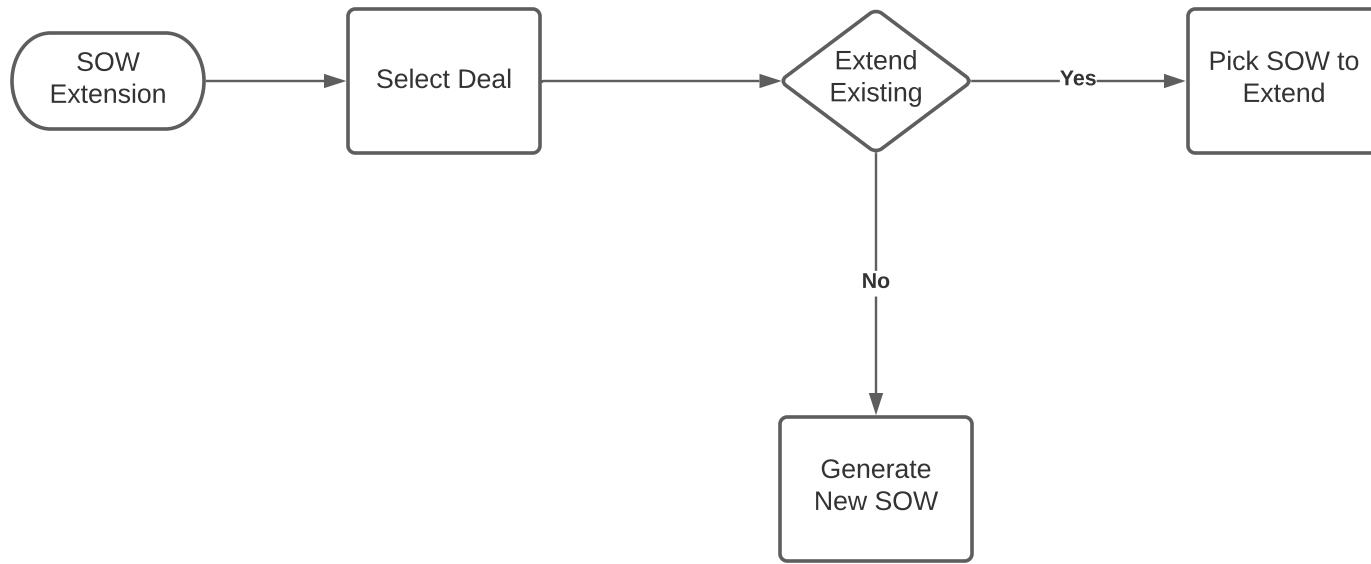 SOW
Extension
Select Deal
Extend
Existing
Yes
Pick SOW to
Extend
No
Generate
New SOW